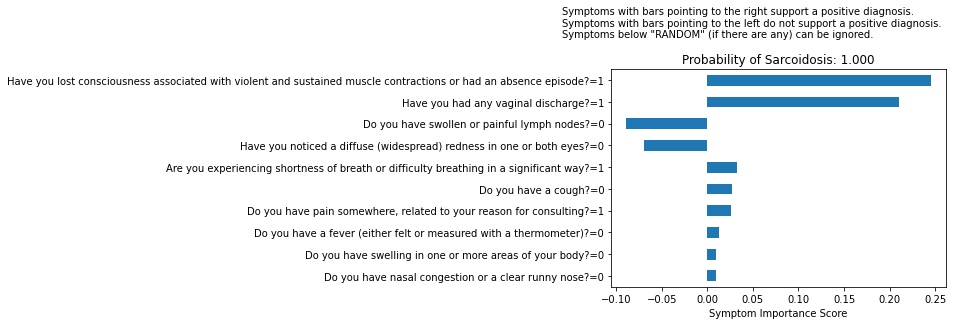 Symptoms with bars pointing to the right support a positive diagnosis.
Symptoms with bars pointing to the left do not support a positive diagnosis.
Symptoms below "RANDOM" (if there are any) can be ignored.
Probability of Sarcoidosis: 1.000
Have you lost consciousness associated with violent and sustained muscle contractions or had an absence episode?=1
Have you had any vaginal discharge?=1
Do you have swollen or painful lymph nodes?=0
Have you noticed a diffuse (widespread) redness in one or both eyes?=0
Are you experiencing shortness of breath or difficulty breathing in a significant way?=1
Do you have a cough?=0
Do you have pain somewhere, related to your reason for consulting?=1
Do you have a fever (either felt or measured with a thermometer)?=0
Do you have swelling in one or more areas of your body?=0
Do you have nasal congestion or a clear runny nose?=0
−0.10 −0.05 0.00 0.05 0.10 0.15 0.20 0.25
Symptom Importance Score